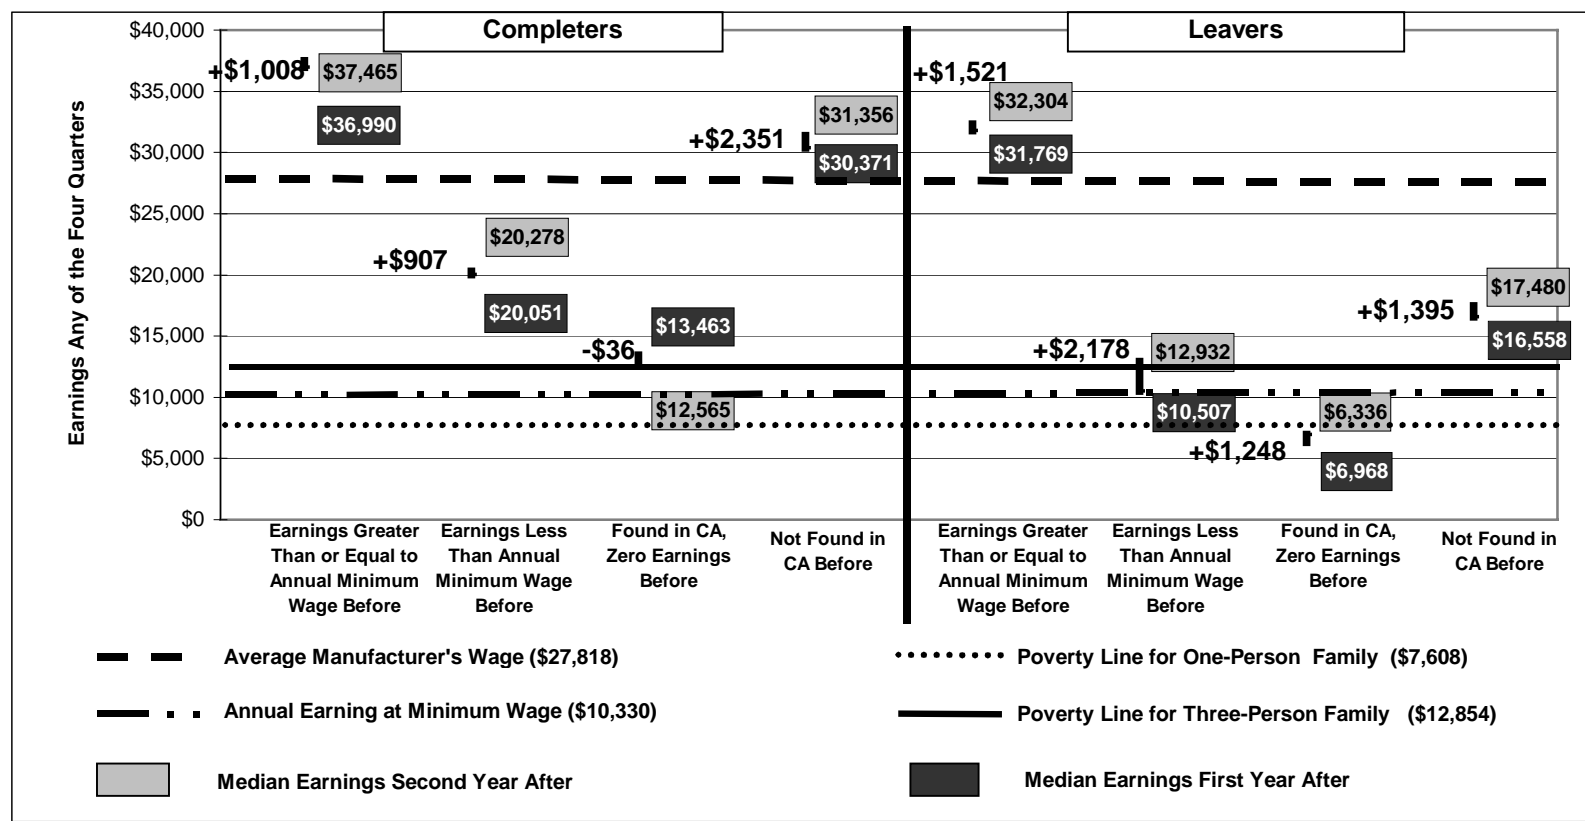 Completers
Leavers
Earnings Any of the Four Quarters
$40,000
$35,000
$30,000
$25,000
$20,000
$15,000
$10,000
$5,000
$0
+$1,008
$37,465
$36,990
+$907
$20,278
$20,051
-$36
$13,463
$12,565
+$2,351
$31,356
$30,371
+$1,521
$32,304
$31,769
+$2,178
$12,932
$10,507
+$1,248
$6,336
$6,968
+$1,395
$17,480
$16,558
Earnings Greater
Than or Equal to
Annual Minimum
Wage Before
Earnings Less
Than Annual
Minimum Wage
Before
Found in CA,
Zero Earnings
Before
Not Found in
CA Before
Earnings Greater
Than or Equal to
Annual Minimum
Wage Before
Earnings Less
Than Annual
Minimum Wage
Before
Found in CA,
Zero Earnings
Before
Not Found in
CA Before
Average Manufacturer's Wage ($27,818)
Poverty Line for One-Person Family ($7,608)
Annual Earning at Minimum Wage ($10,330)
Poverty Line for Three-Person Family ($12,854)
Median Earnings Second Year After
Median Earnings First Year After